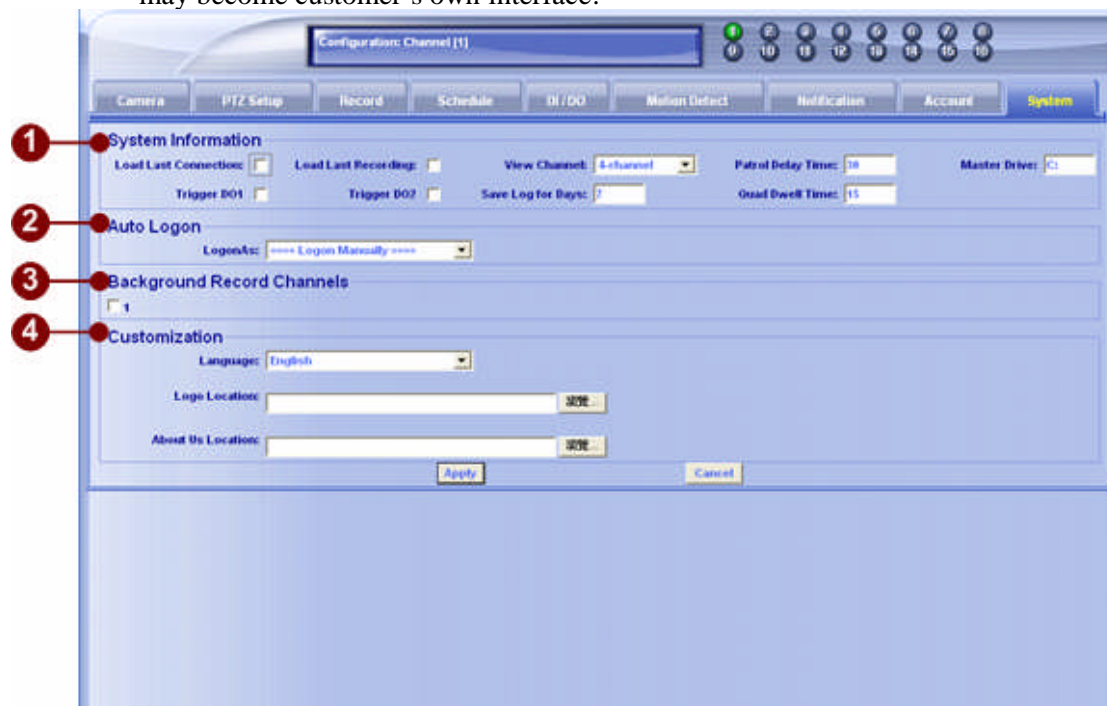 may become customer's own interface.
Configuration: Channel [1]
1 2 3 4 5 6 7 8
9 10 11 12 13 14 15 16
Camera PTZ Setup Record Schedule DI / DO Motion Detect Notification Account System
1 System Information
Load Last Connection: Load Last Recording: View Channel: 4-channel Patrol Delay Time: 30 Master Drive: C:
Trigger DO1 Trigger DO2 Save Log for Days: 7 Quad Dwell Time: 15
2 Auto Logon
LogonAs: ==== Logon Manually ====
3 Background Record Channels
1
4 Customization
Language: English
Logo Location: 瀏覽...
About Us Location: 瀏覽...
Apply Cancel